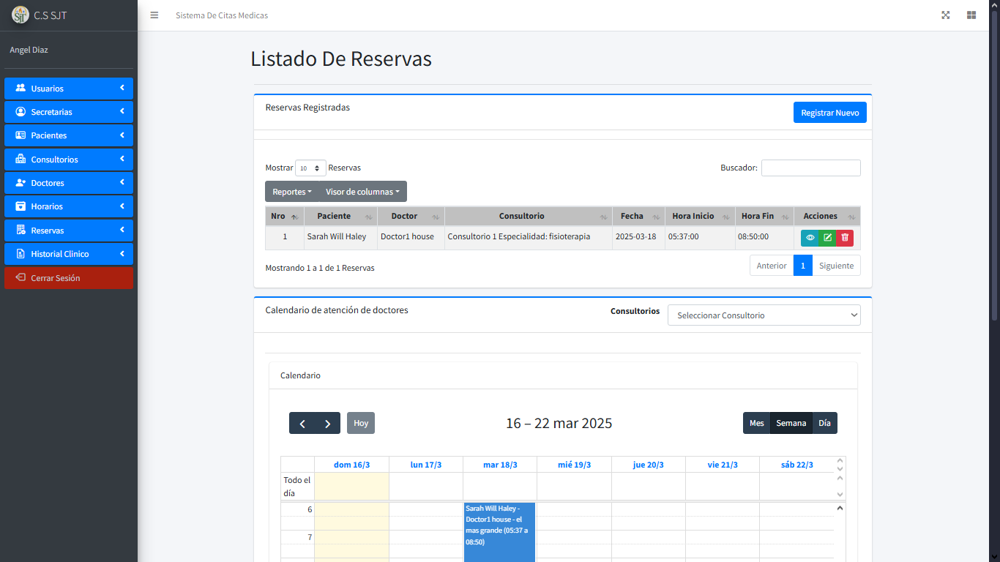 SJT
C.S SJT
Sistema De Citas Medicas
Angel Diaz
Usuarios
Secretarias
Pacientes
Consultorios
Doctores
Horarios
Reservas
Historial Clinico
Cerrar Sesión
Listado De Reservas
Reservas Registradas
Registrar Nuevo
Mostrar 10 Reservas
Buscador:
Reportes Visor de columnas
Nro Paciente Doctor Consultorio Fecha Hora Inicio Hora Fin Acciones
1 Sarah Will Haley Doctor1 house Consultorio 1 Especialidad: fisioterapia 2025-03-18 05:37:00 08:50:00
Mostrando 1 a 1 de 1 Reservas
Anterior 1 Siguiente
Calendario de atención de doctores
Consultorios Seleccionar Consultorio
Calendario
Hoy
16 – 22 mar 2025
Mes Semana Día
dom 16/3 lun 17/3 mar 18/3 mié 19/3 jue 20/3 vie 21/3 sáb 22/3
Todo el
día
6
Sarah Will Haley -
Doctor1 house - el
mas grande (05:37 a
08:50)
7